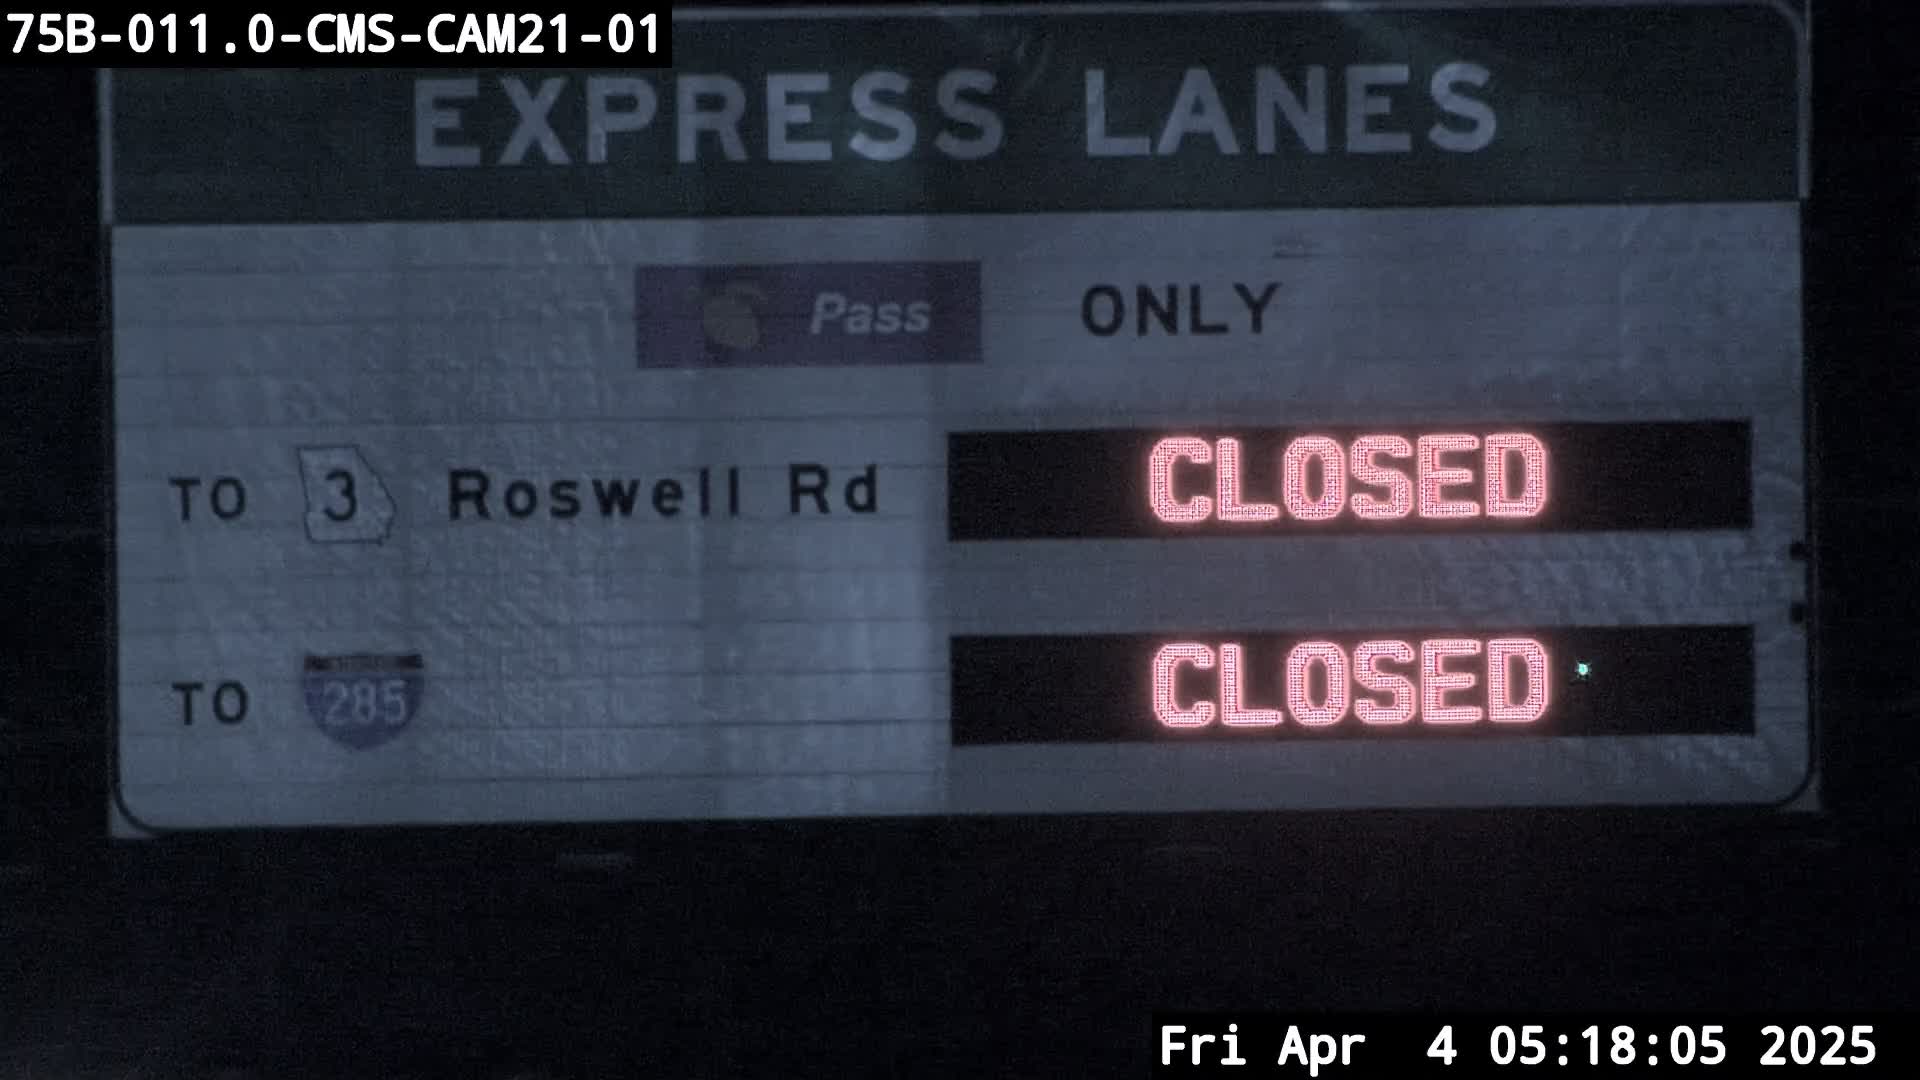 75B-011.0-CMS-CAM21-01
EXPRESS LANES
Pass ONLY
TO 3 Roswell Rd CLOSED
TO 285 CLOSED
Fri Apr 4 05:18:05 2025